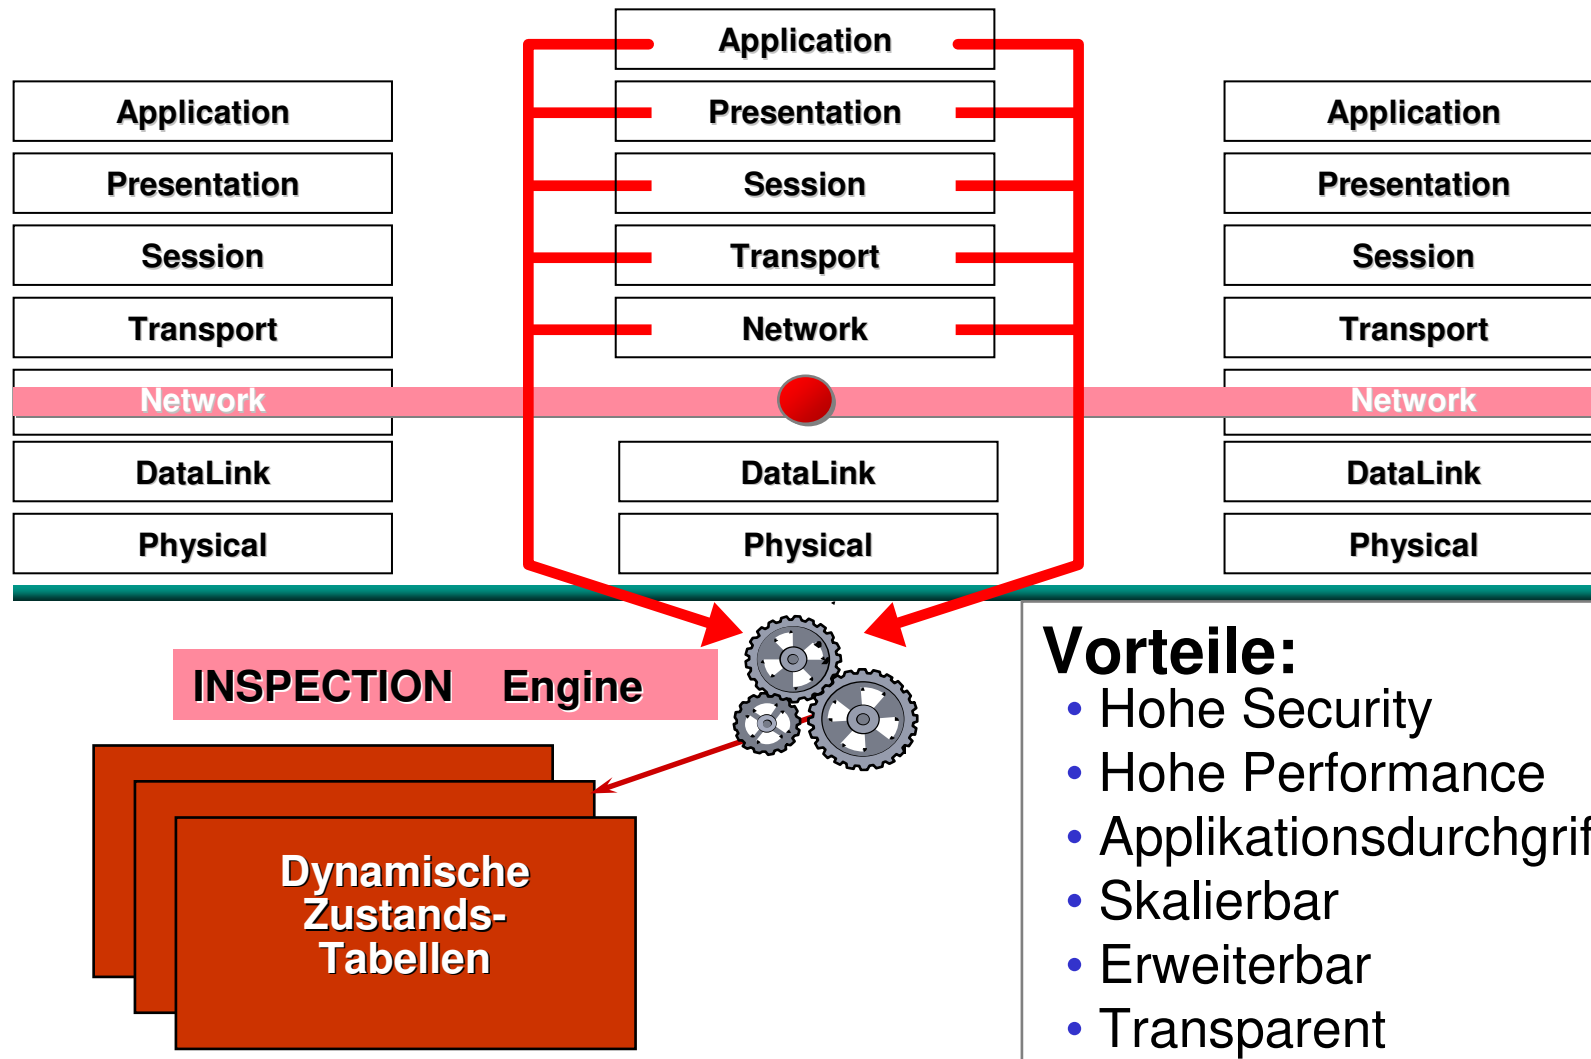 Application
Presentation
Session
Transport
Network
DataLink
Physical
Application
Presentation
Session
Transport
Network
DataLink
Physical
Application
Presentation
Session
Transport
Network
DataLink
Physical
INSPECTION Engine
Dynamische
Zustands-
Tabellen
Vorteile:
• Hohe Security
• Hohe Performance
• Applikationsdurchgrif
• Skalierbar
• Erweiterbar
• Transparent